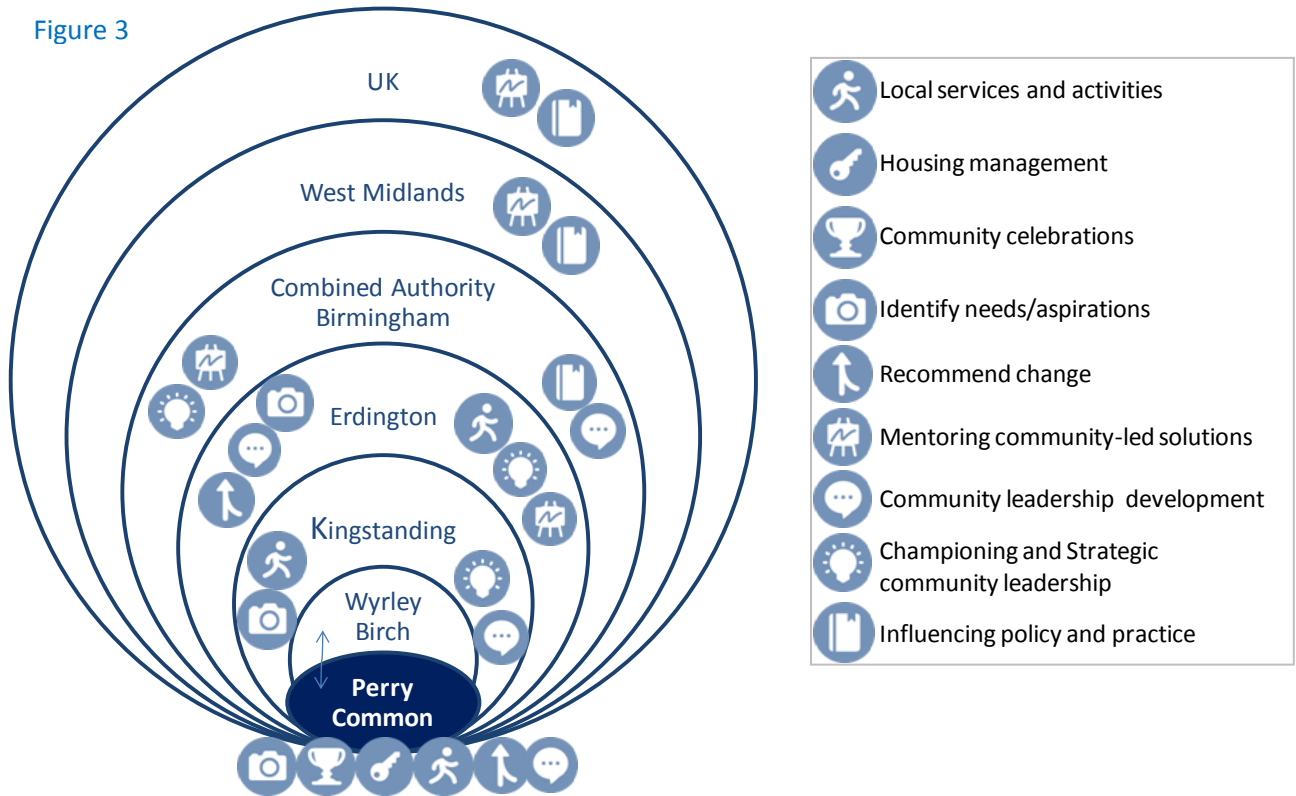 Figure 3
UK
West Midlands
Combined Authority
Birmingham
Erdington
Kingstanding
Wyrley
Birch
Perry
Common
Local services and activities
Housing management
Community celebrations
Identify needs/aspirations
Recommend change
Mentoring community-led solutions
Community leadership development
Championing and Strategic
community leadership
Influencing policy and practice